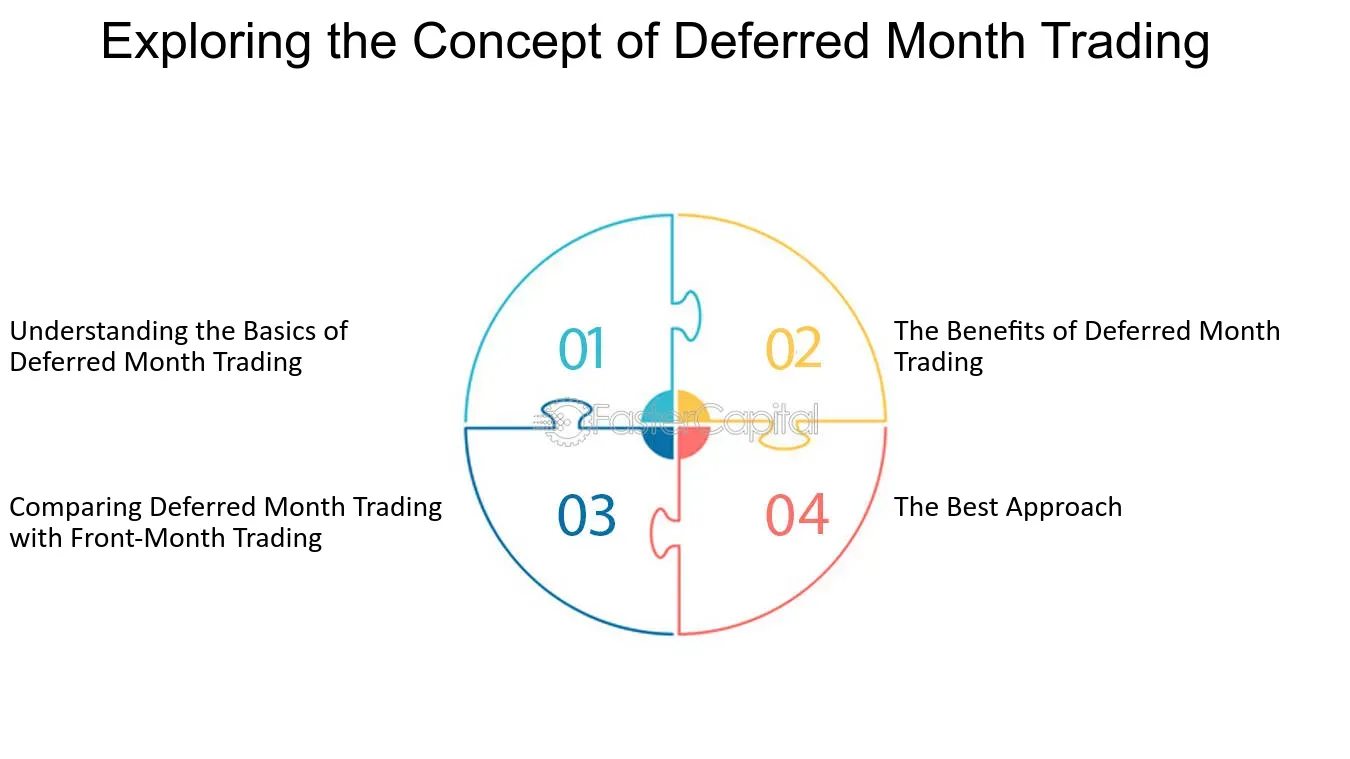 Exploring the Concept of Deferred Month Trading
Understanding the Basics of
Deferred Month Trading
01
02
The Benefits of Deferred Month
Trading
FasterCapital
Comparing Deferred Month Trading
with Front-Month Trading
03
04
The Best Approach